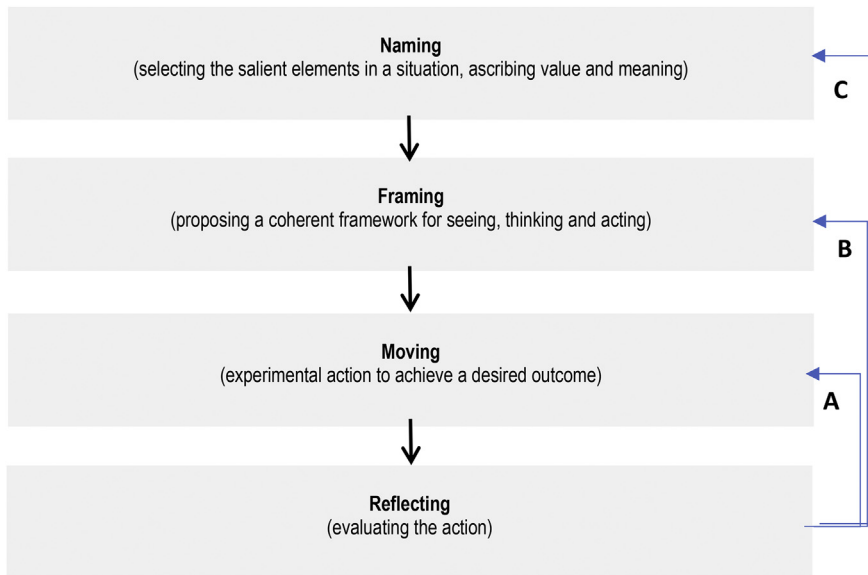 Naming
(selecting the salient elements in a situation, ascribing value and meaning)
C
Framing
(proposing a coherent framework for seeing, thinking and acting)
B
Moving
(experimental action to achieve a desired outcome)
A
Reflecting
(evaluating the action)